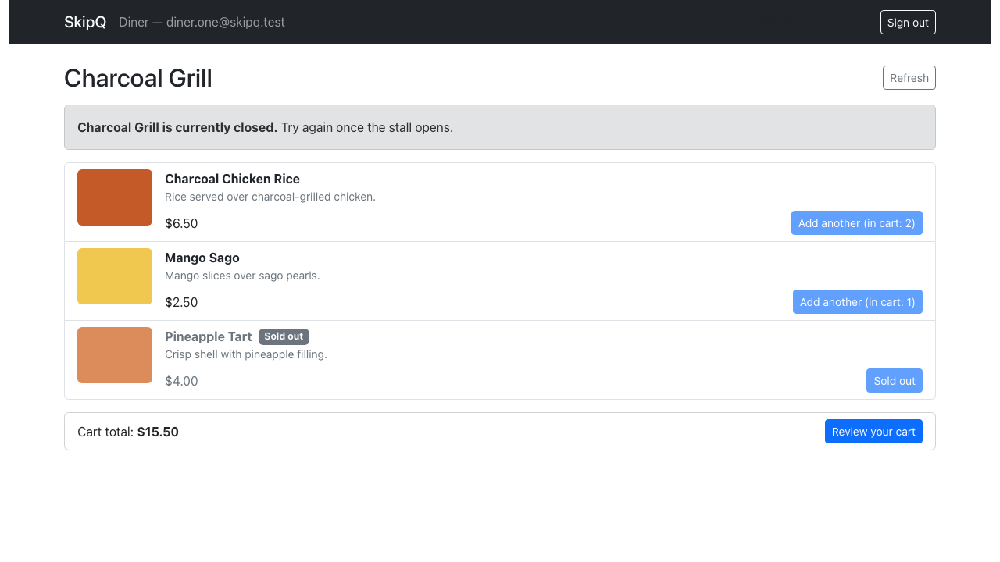 SkipQ Diner — diner.one@skipq.test Sign out
Charcoal Grill Refresh
Charcoal Grill is currently closed. Try again once the stall opens.
Charcoal Chicken Rice
Rice served over charcoal-grilled chicken.
$6.50 Add another (in cart: 2)
Mango Sago
Mango slices over sago pearls.
$2.50 Add another (in cart: 1)
Pineapple Tart Sold out
Crisp shell with pineapple filling.
$4.00 Sold out
Cart total: $15.50 Review your cart